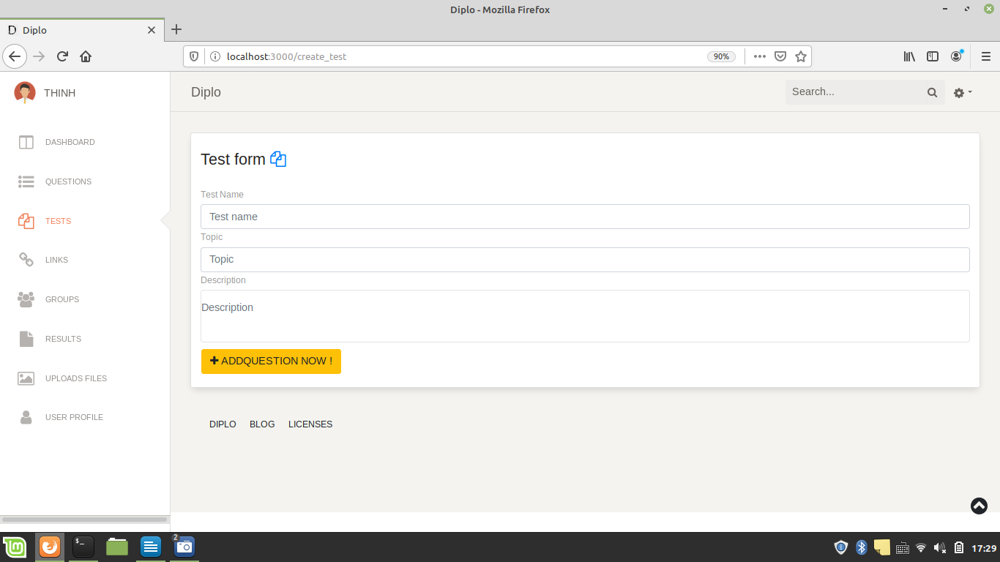 Diplo - Mozilla Firefox
Diplo
localhost:3000/create_test
90%
THINH
Diplo
Search...
DASHBOARD
QUESTIONS
TESTS
LINKS
GROUPS
RESULTS
UPLOADS FILES
USER PROFILE
Test form
Test Name
Test name
Topic
Topic
Description
Description
ADDQUESTION NOW !
DIPLO BLOG LICENSES
2
17:29